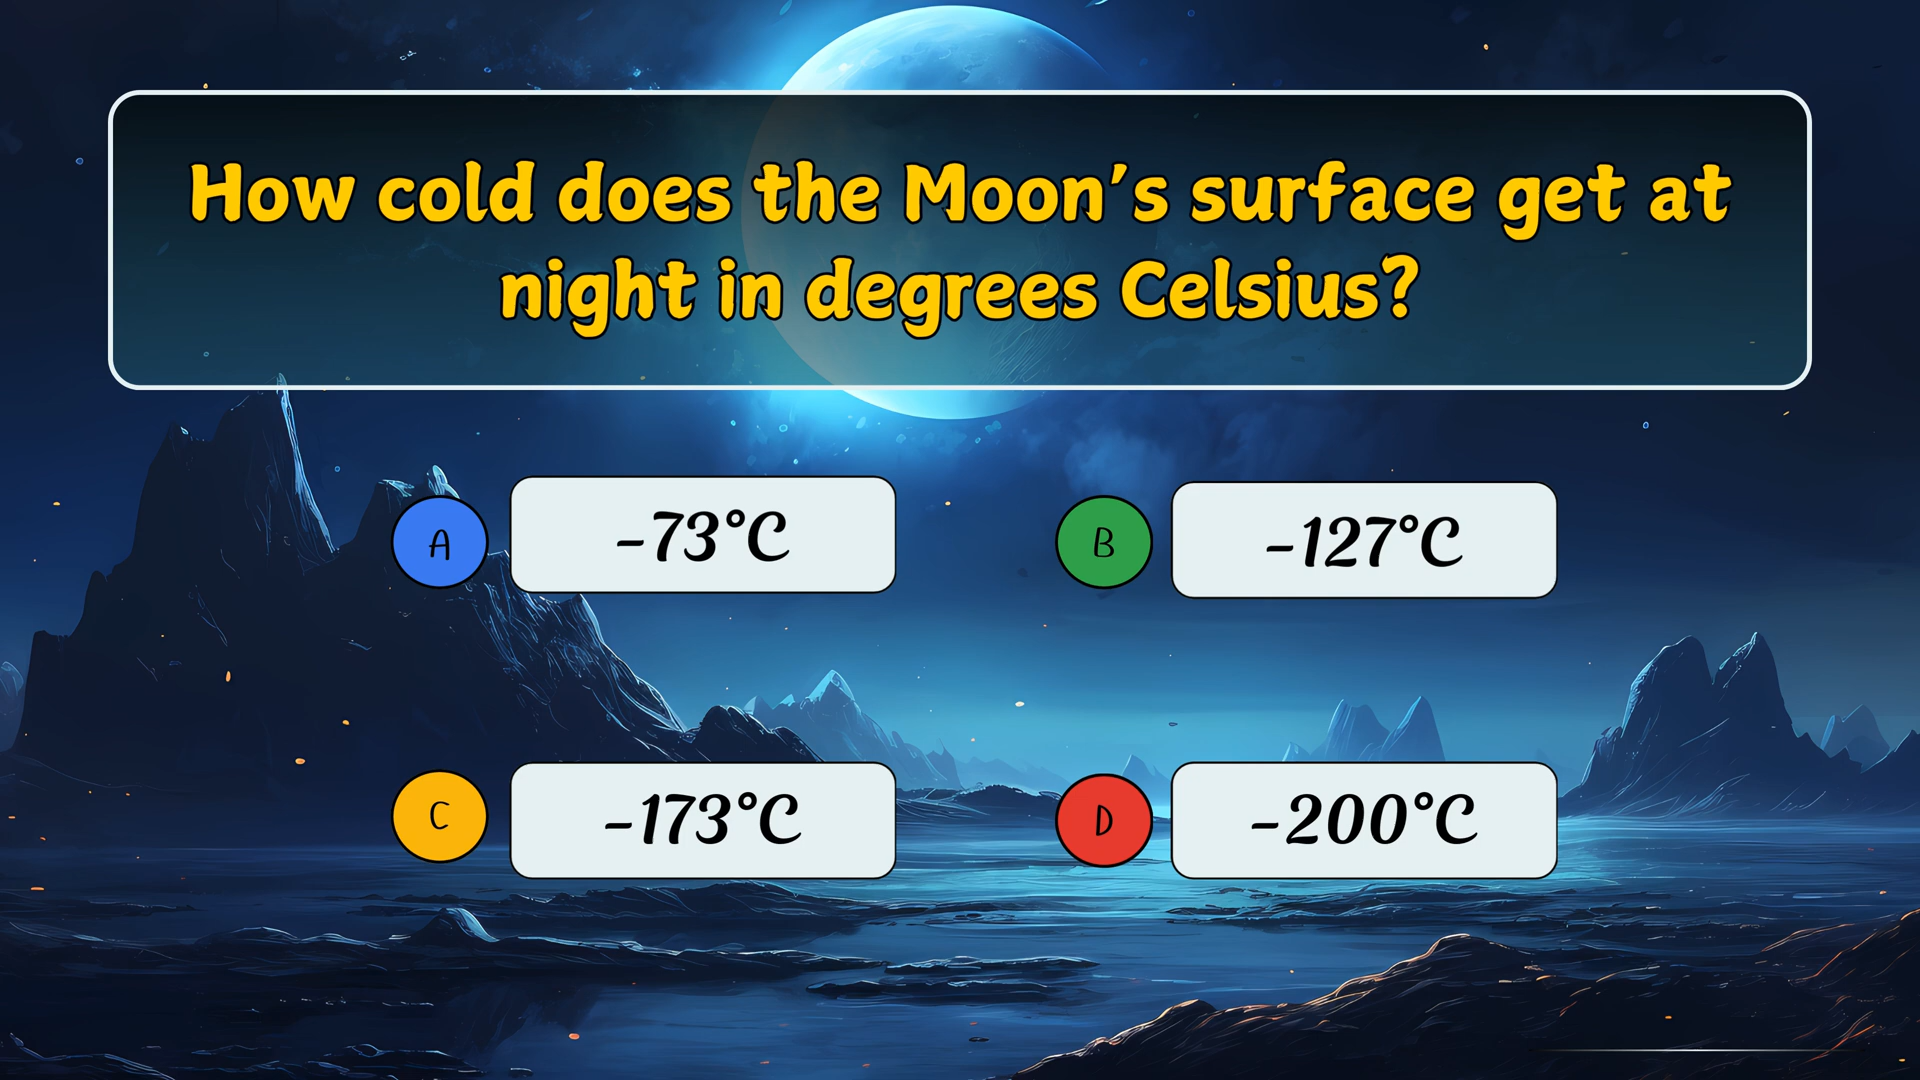 How cold does the Moon's surface get at
night in degrees Celsius?
A -73°C
B -127°C
C -173°C
D -200°C